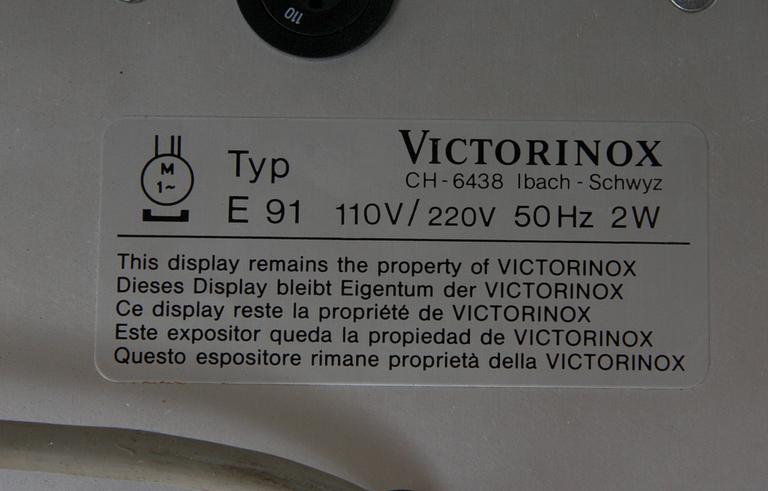 110
M
1~
Typ
E 91
VICTORINOX
CH-6438 Ibach-Schwyz
110V/220V 50Hz 2W
This display remains the property of VICTORINOX
Dieses Display bleibt Eigentum der VICTORINOX
Ce display reste la propriété de VICTORINOX
Este expositor queda la propiedad de VICTORINOX
Questo espositore rimane proprietà della VICTORINOX